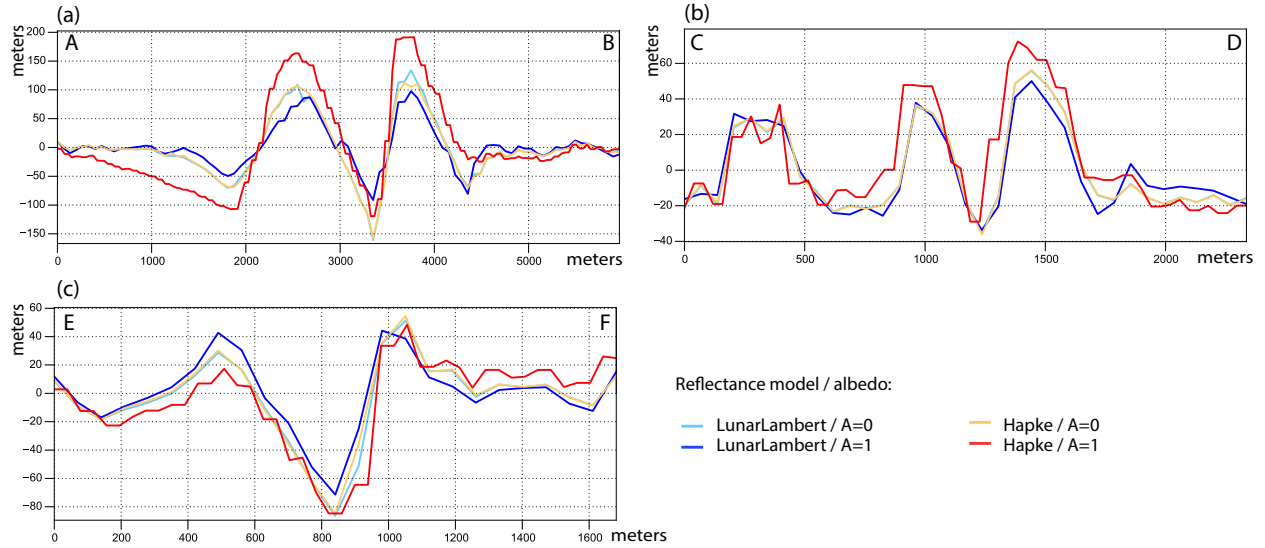 (a)
meters
A
B
200
150
100
50
0
−50
−100
−150
0 1000 2000 3000 4000 5000 meters
(b)
meters
C
D
60
40
20
0
−20
−40
0 500 1000 1500 2000
meters
(c)
meters
E
F
60
40
20
0
−20
−40
−60
−80
0 200 400 600 800 1000 1200 1400 1600 meters
Reflectance model / albedo:
LunarLambert / A=0 Hapke / A=0
LunarLambert / A=1 Hapke / A=1